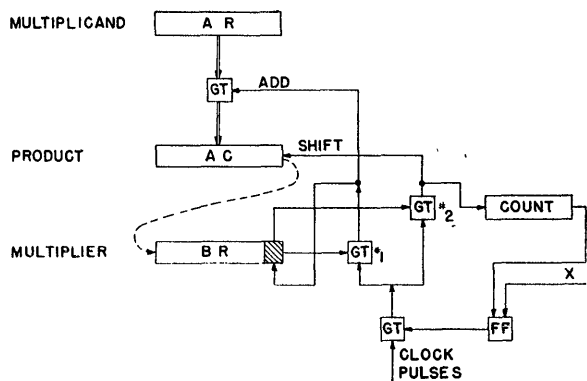 MULTIPLICAND
A R
GT
ADD
PRODUCT
A C
SHIFT
GT #2
COUNT
MULTIPLIER
B R
GT #1
X
GT
FF
CLOCK
PULSES